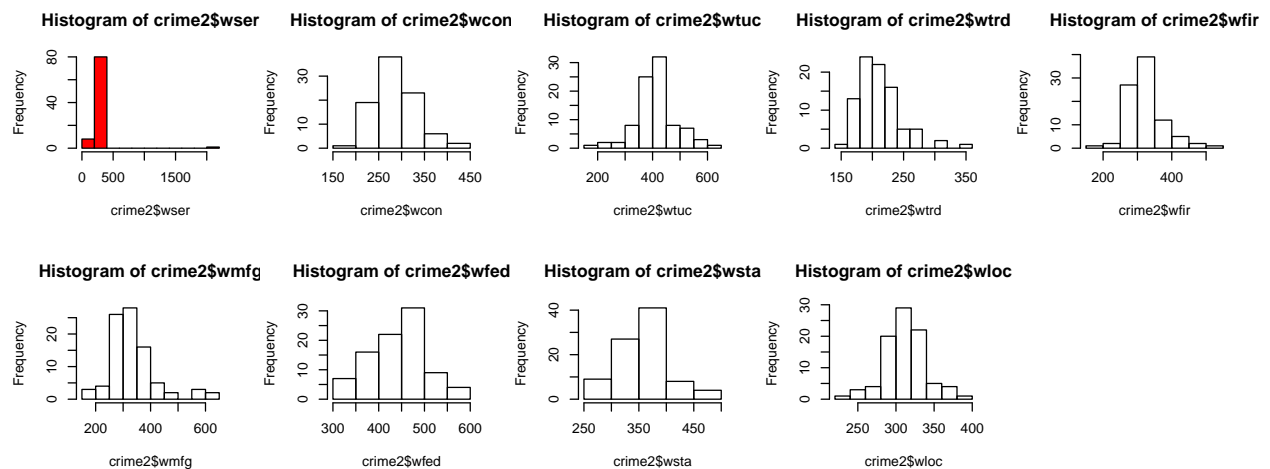 Histogram of crime2$wser
Frequency
0 40 80
0 500 1500
crime2$wser
Histogram of crime2$wcon
Frequency
0 10 30
150 250 350 450
crime2$wcon
Histogram of crime2$wtuc
Frequency
0 10 20 30
200 400 600
crime2$wtuc
Histogram of crime2$wtrd
Frequency
0 10 20
150 250 350
crime2$wtrd
Histogram of crime2$wfir
Frequency
0 10 30
200 400
crime2$wfir
Histogram of crime2$wmfg
Frequency
0 10 20
200 400 600
crime2$wmfg
Histogram of crime2$wfed
Frequency
0 10 20 30
300 400 500 600
crime2$wfed
Histogram of crime2$wsta
Frequency
0 10 20 40
250 350 450
crime2$wsta
Histogram of crime2$wloc
Frequency
0 10 20 30
250 300 350 400
crime2$wloc